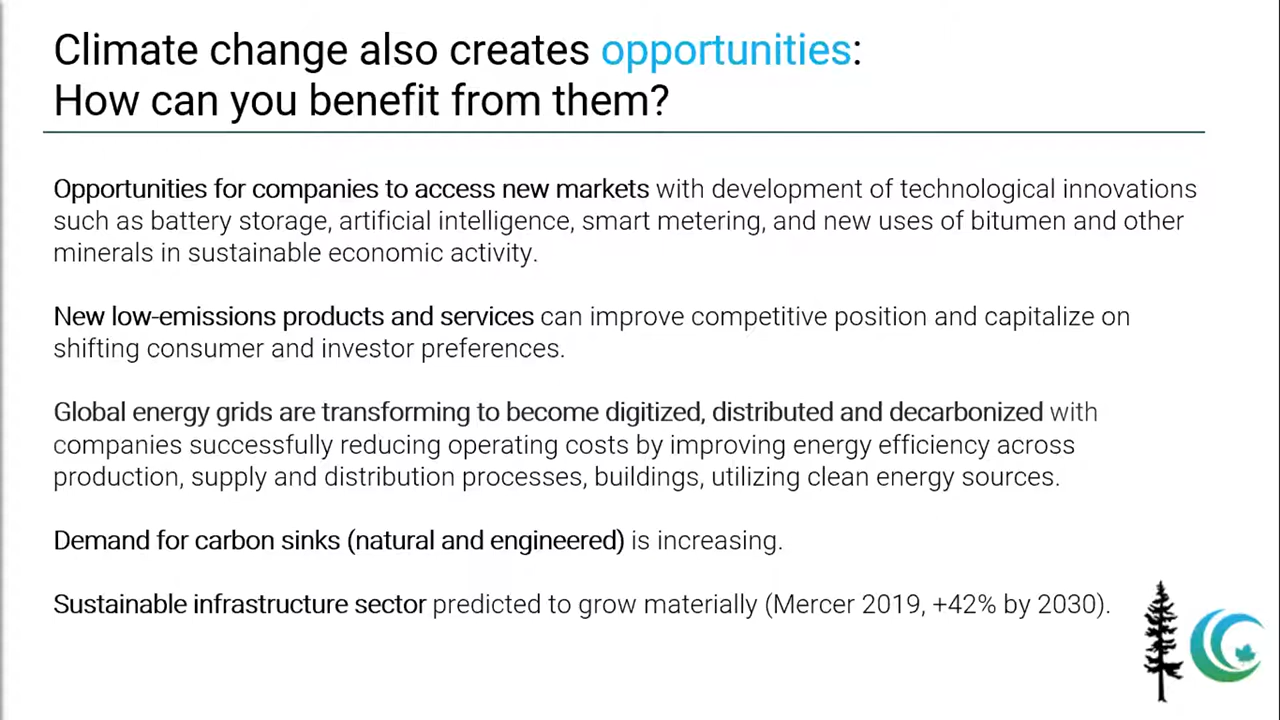 Climate change also creates opportunities:
How can you benefit from them?
Opportunities for companies to access new markets with development of technological innovations
such as battery storage, artificial intelligence, smart metering, and new uses of bitumen and other
minerals in sustainable economic activity.
New low-emissions products and services can improve competitive position and capitalize on
shifting consumer and investor preferences.
Global energy grids are transforming to become digitized, distributed and decarbonized with
companies successfully reducing operating costs by improving energy efficiency across
production, supply and distribution processes, buildings, utilizing clean energy sources.
Demand for carbon sinks (natural and engineered) is increasing.
Sustainable infrastructure sector predicted to grow materially (Mercer 2019, +42% by 2030).